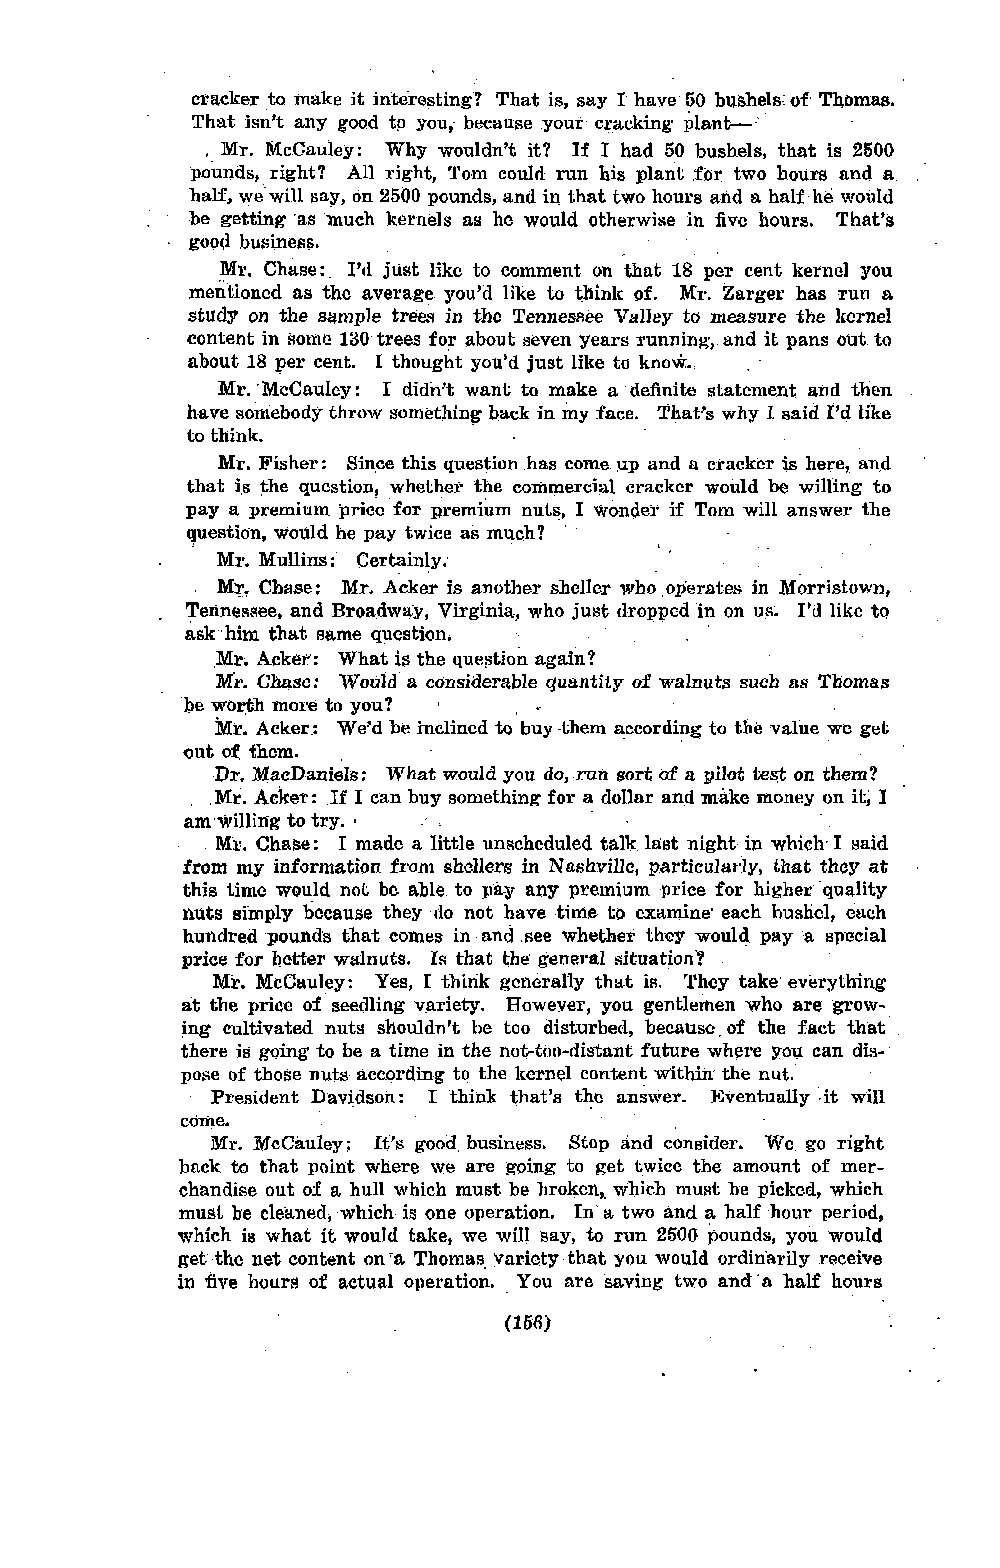 cracker to make it interesting? That is, say I have 50 bushels of Thomas.
That isn't any good to you, because your cracking plant—
Mr. McCauley: Why wouldn't it? If I had 50 bushels, that is 2500
pounds, right? All right, Tom could run his plant for two hours and a
half, we will say, on 2500 pounds, and in that two hours and a half he would
be getting as much kernels as he would otherwise in five hours. That's
good business.
Mr. Chase: I'd just like to comment on that 18 per cent kernel you
mentioned as the average you'd like to think of. Mr. Zarger has run a
study on the sample trees in the Tennessee Valley to measure the kernel
content in some 130 trees for about seven years running, and it pans out to
about 18 per cent. I thought you'd just like to know.
Mr. McCauley: I didn't want to make a definite statement and then
have somebody throw something back in my face. That's why I said I'd like
to think.
Mr. Fisher: Since this question has come up and a cracker is here, and
that is the question, whether the commercial cracker would be willing to
pay a premium price for premium nuts, I wonder if Tom will answer the
question, would he pay twice as much?
Mr. Mullins: Certainly.
Mr. Chase: Mr. Acker is another sheller who operates in Morristown,
Tennessee, and Broadway, Virginia, who just dropped in on us. I'd like to
ask him that same question.
Mr. Acker: What is the question again?
Mr. Chase: Would a considerable quantity of walnuts such as Thomas
be worth more to you?
Mr. Acker: We'd be inclined to buy them according to the value we get
out of them.
Dr. MacDaniels: What would you do, run sort of a pilot test on them?
Mr. Acker: If I can buy something for a dollar and make money on it, I
am willing to try.
Mr. Chase: I made a little unscheduled talk last night in which I said
from my information from shellers in Nashville, particularly, that they at
this time would not be able to pay any premium price for higher quality
nuts simply because they do not have time to examine each bushel, each
hundred pounds that comes in and see whether they would pay a special
price for better walnuts. Is that the general situation?
Mr. McCauley: Yes, I think generally that is. They take everything
at the price of seedling variety. However, you gentlemen who are grow-
ing cultivated nuts shouldn't be too disturbed, because of the fact that
there is going to be a time in the not-too-distant future where you can dis-
pose of those nuts according to the kernel content within the nut.
President Davidson: I think that's the answer. Eventually it will
come.
Mr. McCauley: It's good business. Stop and consider. We go right
back to that point where we are going to get twice the amount of mer-
chandise out of a hull which must be broken, which must be picked, which
must be cleaned, which is one operation. In a two and a half hour period,
which is what it would take, we will say, to run 2500 pounds, you would
get the net content on a Thomas variety that you would ordinarily receive
in five hours of actual operation. You are saving two and a half hours
(156)